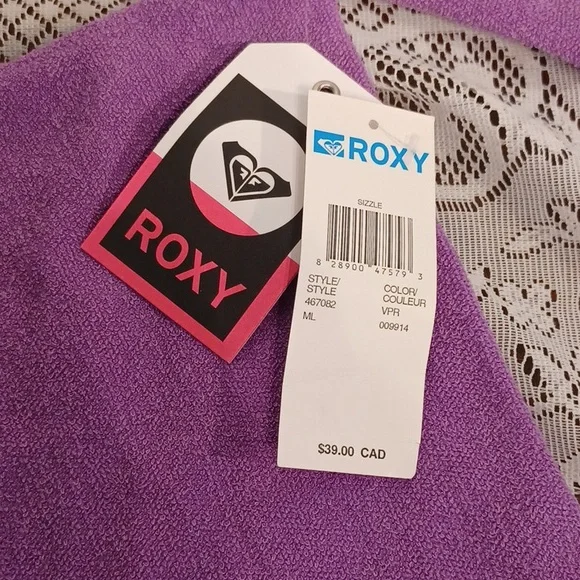 ROXY
ROXY
SIZZLE
8 28900 47579 3
STYLE/ COLOR/
STYLE COULEUR
467082 VPR
ML 009914
$39.00 CAD